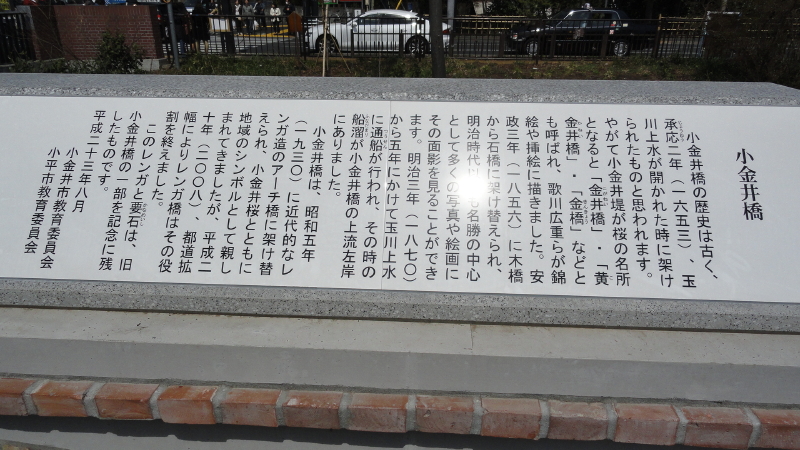 小金井橋
小金井橋の歴史は古く、
承応二年（一六五三）、玉
川上水が開かれた時に架け
られたものと思われます。
やがて小金井堤が桜の名所
となると「金井橋」・「黄
金井橋」・「金橋」などと
も呼ばれ、歌川広重らが錦
絵や挿絵に描きました。安
政三年（一八五六）に木橋
から石橋に架け替えられ、
明治時代 も名勝の中心
として多くの写真や絵画に
その面影を見ることができ
ます。明治三年（一八七〇）
から五年にかけて玉川上水
に通船が行われ、その時の
船溜が小金井橋の上流左岸
にありました。
小金井橋は、昭和五年
（一九三〇）に近代的なレ
ンガ造のアーチ橋に架け替
えられ、小金井桜とともに
地域のシンボルとして親し
まれてきましたが、平成二
十年（二〇〇八）、都道拡
幅によりレンガ橋はその役
割を終えました。
このレンガと要石は、旧
小金井橋の一部を記念に残
したものです。
平成二十三年八月
小金井市教育委員会
小平市教育委員会